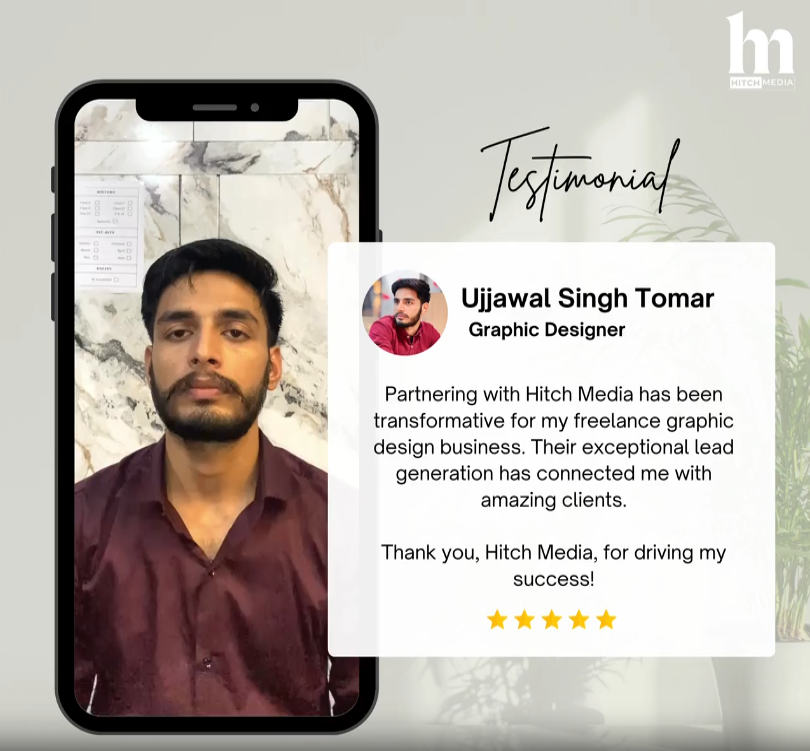 hm
HITCH MEDIA
Testimonial
Ujjawal Singh Tomar
Graphic Designer
Partnering with Hitch Media has been
transformative for my freelance graphic
design business. Their exceptional lead
generation has connected me with
amazing clients.
Thank you, Hitch Media, for driving my
success!